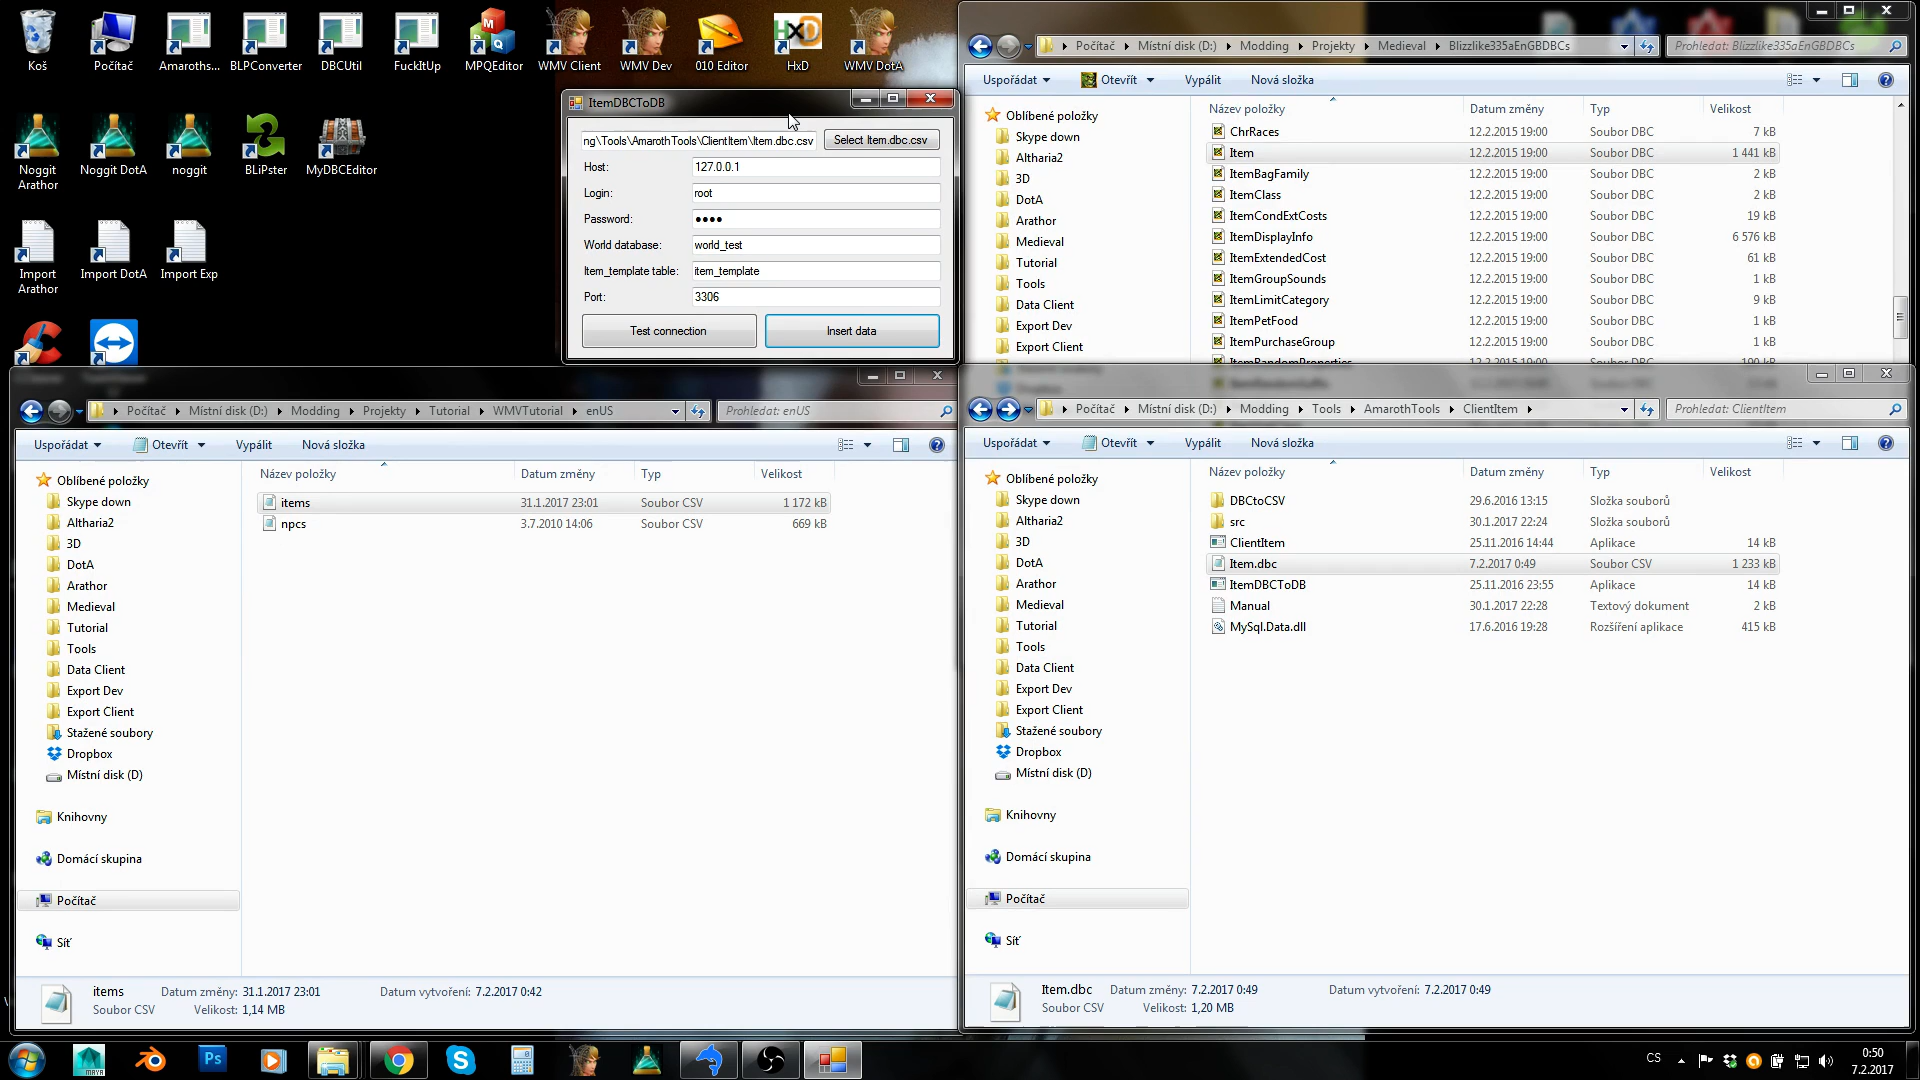 Koš
Počítač
Amaroths...
BLPConverter
DBCUtil
FuckItUp
MPQEditor
WMV Client
WMV Dev
010 Editor
HxD
WMV DotA
Noggit
Arathor
Noggit DotA
noggit
BLiPster
MyDBCEditor
Import
Arathor
Import DotA
Import Exp
ItemDBCToDB
ng\Tools\AmarothTools\ClientItem\Item.dbc.csv
Select Item.dbc.csv
Host:
127.0.0.1
Login:
root
Password:
●●●●
World database:
world_test
Item_template table:
item_template
Port:
3306
Test connection
Insert data
Počítač
Místní disk (D:)
Modding
Projekty
Medieval
Blizzlike335aEnGBDBCs
Prohledat: Blizzlike335aEnGBDBCs
Uspořádat
Otevřít
Vypálit
Nová složka
Oblíbené položky
Skype down
Altharia2
3D
DotA
Arathor
Medieval
Tutorial
Tools
Data Client
Export Dev
Export Client
Název položky Datum změny Typ Velikost
ChrRaces 12.2.2015 19:00 Soubor DBC 7 kB
Item 12.2.2015 19:00 Soubor DBC 1 441 kB
ItemBagFamily 12.2.2015 19:00 Soubor DBC 2 kB
ItemClass 12.2.2015 19:00 Soubor DBC 2 kB
ItemCondExtCosts 12.2.2015 19:00 Soubor DBC 19 kB
ItemDisplayInfo 12.2.2015 19:00 Soubor DBC 6 576 kB
ItemExtendedCost 12.2.2015 19:00 Soubor DBC 61 kB
ItemGroupSounds 12.2.2015 19:00 Soubor DBC 1 kB
ItemLimitCategory 12.2.2015 19:00 Soubor DBC 9 kB
ItemPetFood 12.2.2015 19:00 Soubor DBC 1 kB
ItemPurchaseGroup 12.2.2015 19:00 Soubor DBC 1 kB
ItemRandomProperties 12.2.2015 19:00 Soubor DBC 100 kB
Počítač
Místní disk (D:)
Modding
Projekty
Tutorial
WMVTutorial
enUS
Prohledat: enUS
Uspořádat
Otevřít
Vypálit
Nová složka
Oblíbené položky
Skype down
Altharia2
3D
DotA
Arathor
Medieval
Tutorial
Tools
Data Client
Export Dev
Export Client
Stažené soubory
Dropbox
Místní disk (D)
Knihovny
Domácí skupina
Počítač
Síť
Název položky Datum změny Typ Velikost
items 31.1.2017 23:01 Soubor CSV 1 172 kB
npcs 3.7.2010 14:06 Soubor CSV 669 kB
items Datum změny: 31.1.2017 23:01 Datum vytvoření: 7.2.2017 0:42
Soubor CSV Velikost: 1,14 MB
Počítač
Místní disk (D:)
Modding
Tools
AmarothTools
ClientItem
Prohledat: ClientItem
Uspořádat
Otevřít
Vypálit
Nová složka
Oblíbené položky
Skype down
Altharia2
3D
DotA
Arathor
Medieval
Tutorial
Tools
Data Client
Export Dev
Export Client
Stažené soubory
Dropbox
Místní disk (D)
Knihovny
Domácí skupina
Počítač
Síť
Název položky Datum změny Typ Velikost
DBCtoCSV 29.6.2016 13:15 Složka souborů
src 30.1.2017 22:24 Složka souborů
ClientItem 25.11.2016 14:44 Aplikace 14 kB
Item.dbc 7.2.2017 0:49 Soubor CSV 1 233 kB
ItemDBCToDB 25.11.2016 23:55 Aplikace 14 kB
Manual 30.1.2017 22:28 Textový dokument 2 kB
MySql.Data.dll 17.6.2016 19:28 Rozšíření aplikace 415 kB
Item.dbc Datum změny: 7.2.2017 0:49 Datum vytvoření: 7.2.2017 0:49
Soubor CSV Velikost: 1,20 MB
MAYA
Ps
CS
0:50
7.2.2017